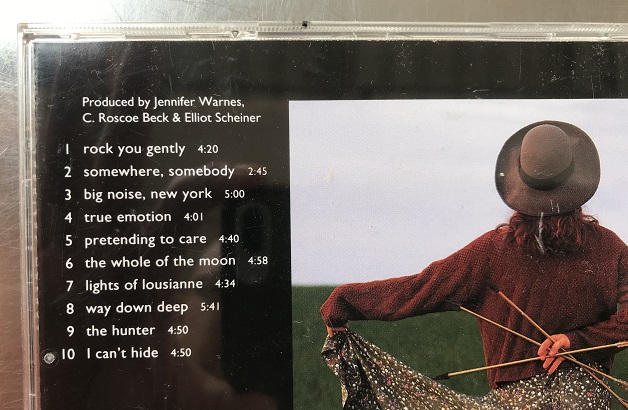 Produced by Jennifer Warnes,
C. Roscoe Beck & Elliot Scheiner
1 rock you gently 4:20
2 somewhere, somebody 2:45
3 big noise, new york 5:00
4 true emotion 4:01
5 pretending to care 4:40
6 the whole of the moon 4:58
7 lights of lousianne 4:34
8 way down deep 5:41
9 the hunter 4:50
10 I can't hide 4:50